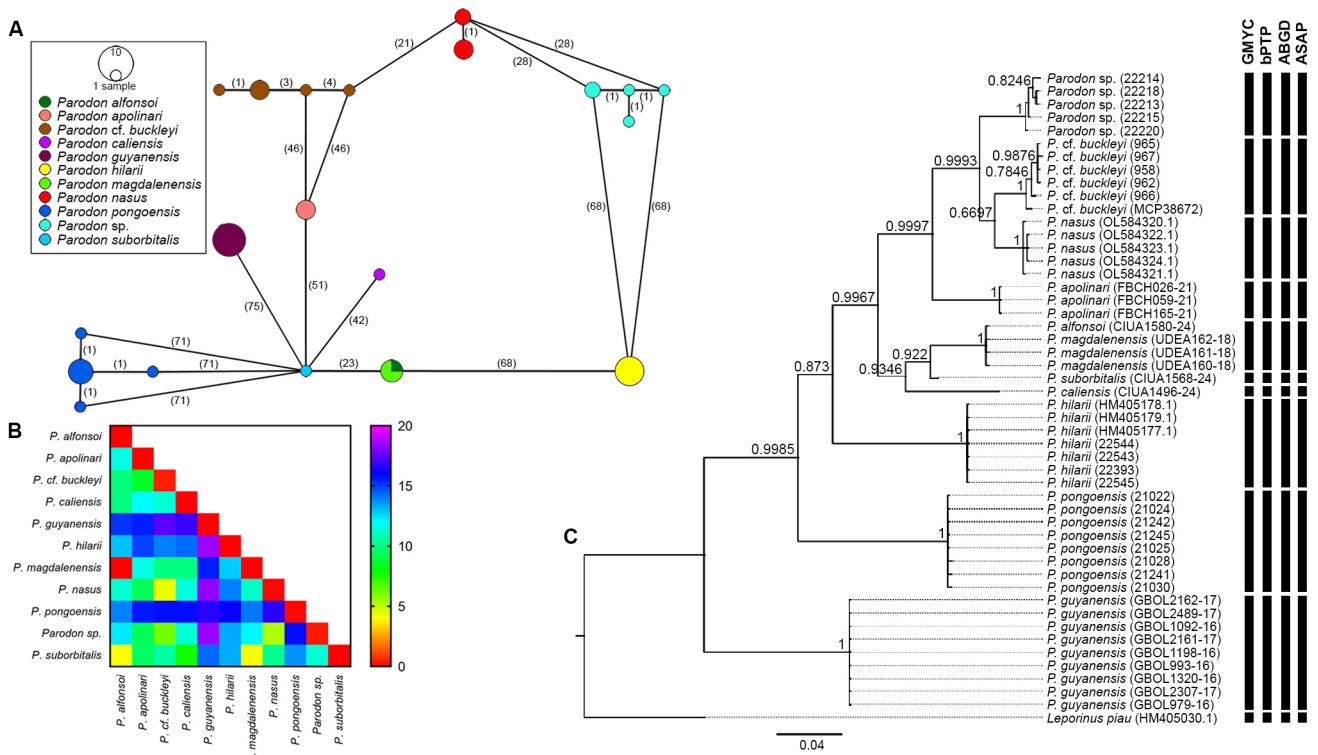 A
10
1 sample
Parodon alfonsoi
Parodon apolinari
Parodon cf. buckleyi
Parodon caliensis
Parodon guyanensis
Parodon hilarii
Parodon magdalenensis
Parodon nasus
Parodon pongoensis
Parodon sp.
Parodon suborbitalis
(1)
(3)
(4)
(21)
(1)
(28)
(28)
(1)
(1)
(1)
(46)
(46)
(68)
(68)
(51)
(75)
(42)
(71)
(1)
(1)
(71)
(1)
(71)
(23)
(68)
B
P. alfonsoi
P. apolinari
P. cf. buckleyi
P. caliensis
P. guyanensis
P. hilarii
P. magdalenensis
P. nasus
P. pongoensis
Parodon sp.
P. suborbitalis
P. alfonsoi
P. apolinari
P. cf. buckleyi
P. caliensis
P. guyanensis
P. hilarii
. magdalenensis
P. nasus
P. pongoensis
Parodon sp.
P. suborbitalis
20
15
10
5
0
C
GMYC
bPTP
ABGD
ASAP
Parodon sp. (22214)
Parodon sp. (22218)
Parodon sp. (22213)
Parodon sp. (22215)
Parodon sp. (22220)
P. cf. buckleyi (965)
P. cf. buckleyi (967)
P. cf. buckleyi (958)
P. cf. buckleyi (962)
P. cf. buckleyi (966)
P. cf. buckleyi (MCP38672)
P. nasus (OL584320.1)
P. nasus (OL584322.1)
P. nasus (OL584323.1)
P. nasus (OL584324.1)
P. nasus (OL584321.1)
P. apolinari (FBCH026-21)
P. apolinari (FBCH059-21)
P. apolinari (FBCH165-21)
P. alfonsoi (CIUA1580-24)
P. magdalenensis (UDEA162-18)
P. magdalenensis (UDEA161-18)
P. magdalenensis (UDEA160-18)
P. suborbitalis (CIUA1568-24)
P. caliensis (CIUA1496-24)
P. hilarii (HM405178.1)
P. hilarii (HM405179.1)
P. hilarii (HM405177.1)
P. hilarii (22544)
P. hilarii (22543)
P. hilarii (22393)
P. hilarii (22545)
P. pongoensis (21022)
P. pongoensis (21024)
P. pongoensis (21242)
P. pongoensis (21245)
P. pongoensis (21025)
P. pongoensis (21028)
P. pongoensis (21241)
P. pongoensis (21030)
P. guyanensis (GBOL2162-17)
P. guyanensis (GBOL2489-17)
P. guyanensis (GBOL1092-16)
P. guyanensis (GBOL2161-17)
P. guyanensis (GBOL1198-16)
P. guyanensis (GBOL993-16)
P. guyanensis (GBOL1320-16)
P. guyanensis (GBOL2307-17)
P. guyanensis (GBOL979-16)
Leporinus piau (HM405030.1)
0.8246
1
0.9993
0.9876
0.7846
1
0.6697
1
0.9997
1
0.9967
1
0.922
0.9346
0.873
1
0.9985
1
1
0.04